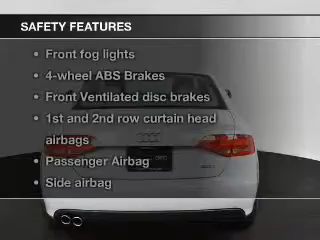 SAFETY FEATURES
• Front fog lights
• 4-wheel ABS Brakes
• Front Ventilated disc brakes
• 1st and 2nd row curtain head
airbags
• Passenger Airbag
• Side airbag